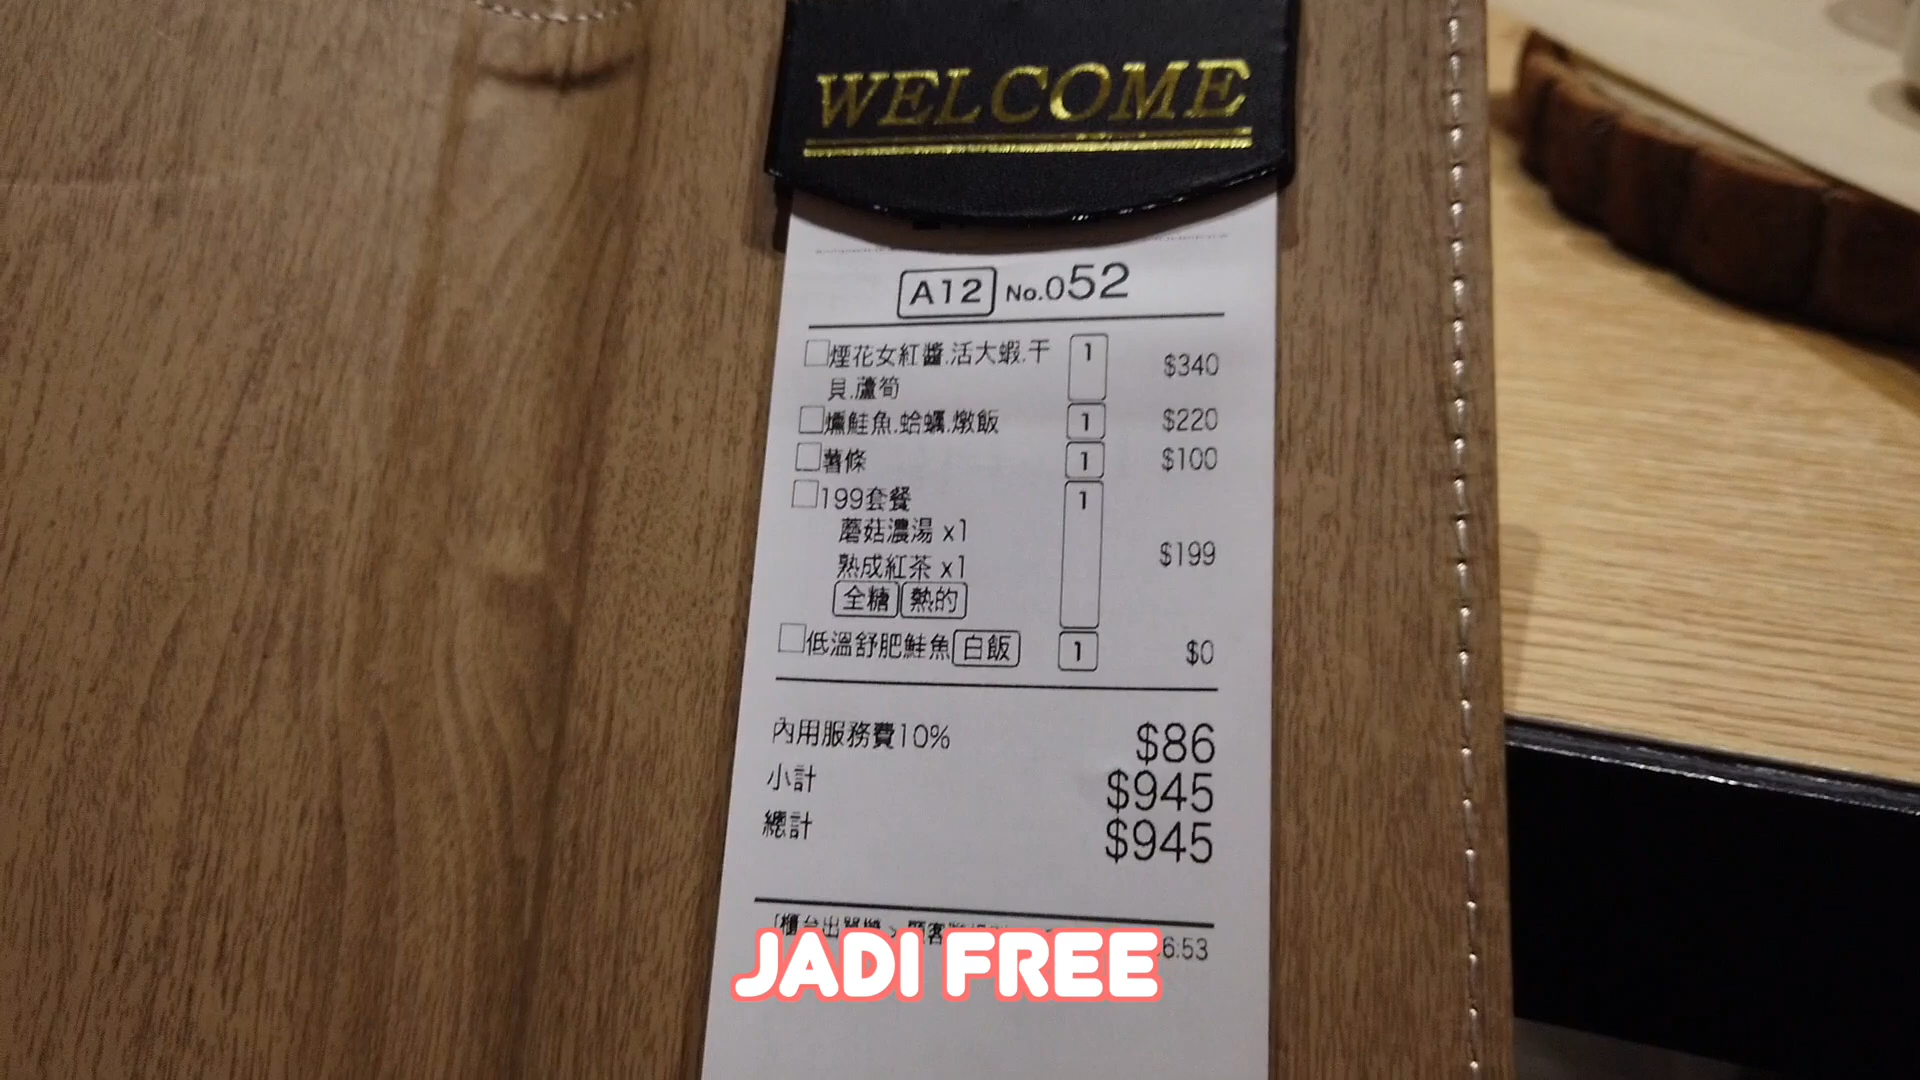 WELCOME
A12 No.052
煙花女紅醬.活大蝦.干 1 $340
貝.蘆筍
燻鮭魚.蛤蠣.燉飯 1 $220
薯條 1 $100
199套餐 1
蘑菇濃湯 x1
$199
熟成紅茶 x1
全糖 熱的
低溫舒肥鮭魚 白飯 1 $0
內用服務費10% $86
小計 $945
總計 $945
6:53
JADI FREE